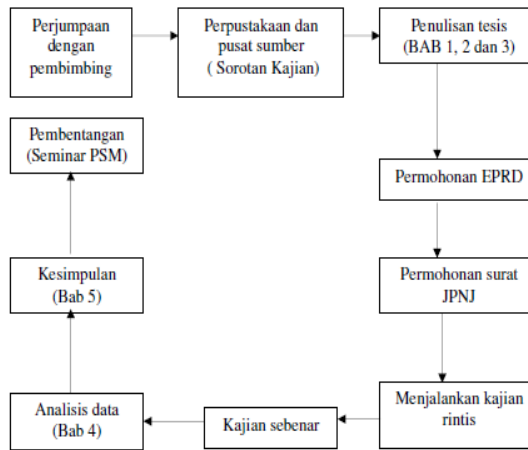 Perjumpaan
dengan
pembimbing
Perpustakaan dan
pusat sumber
( Sorotan Kajian)
Penulisan tesis
(BAB 1, 2 dan 3)
Permohonan EPRD
Permohonan surat
JPNJ
Menjalankan kajian
rintis
Kajian sebenar
Analisis data
(Bab 4)
Kesimpulan
(Bab 5)
Pembentangan
(Seminar PSM)